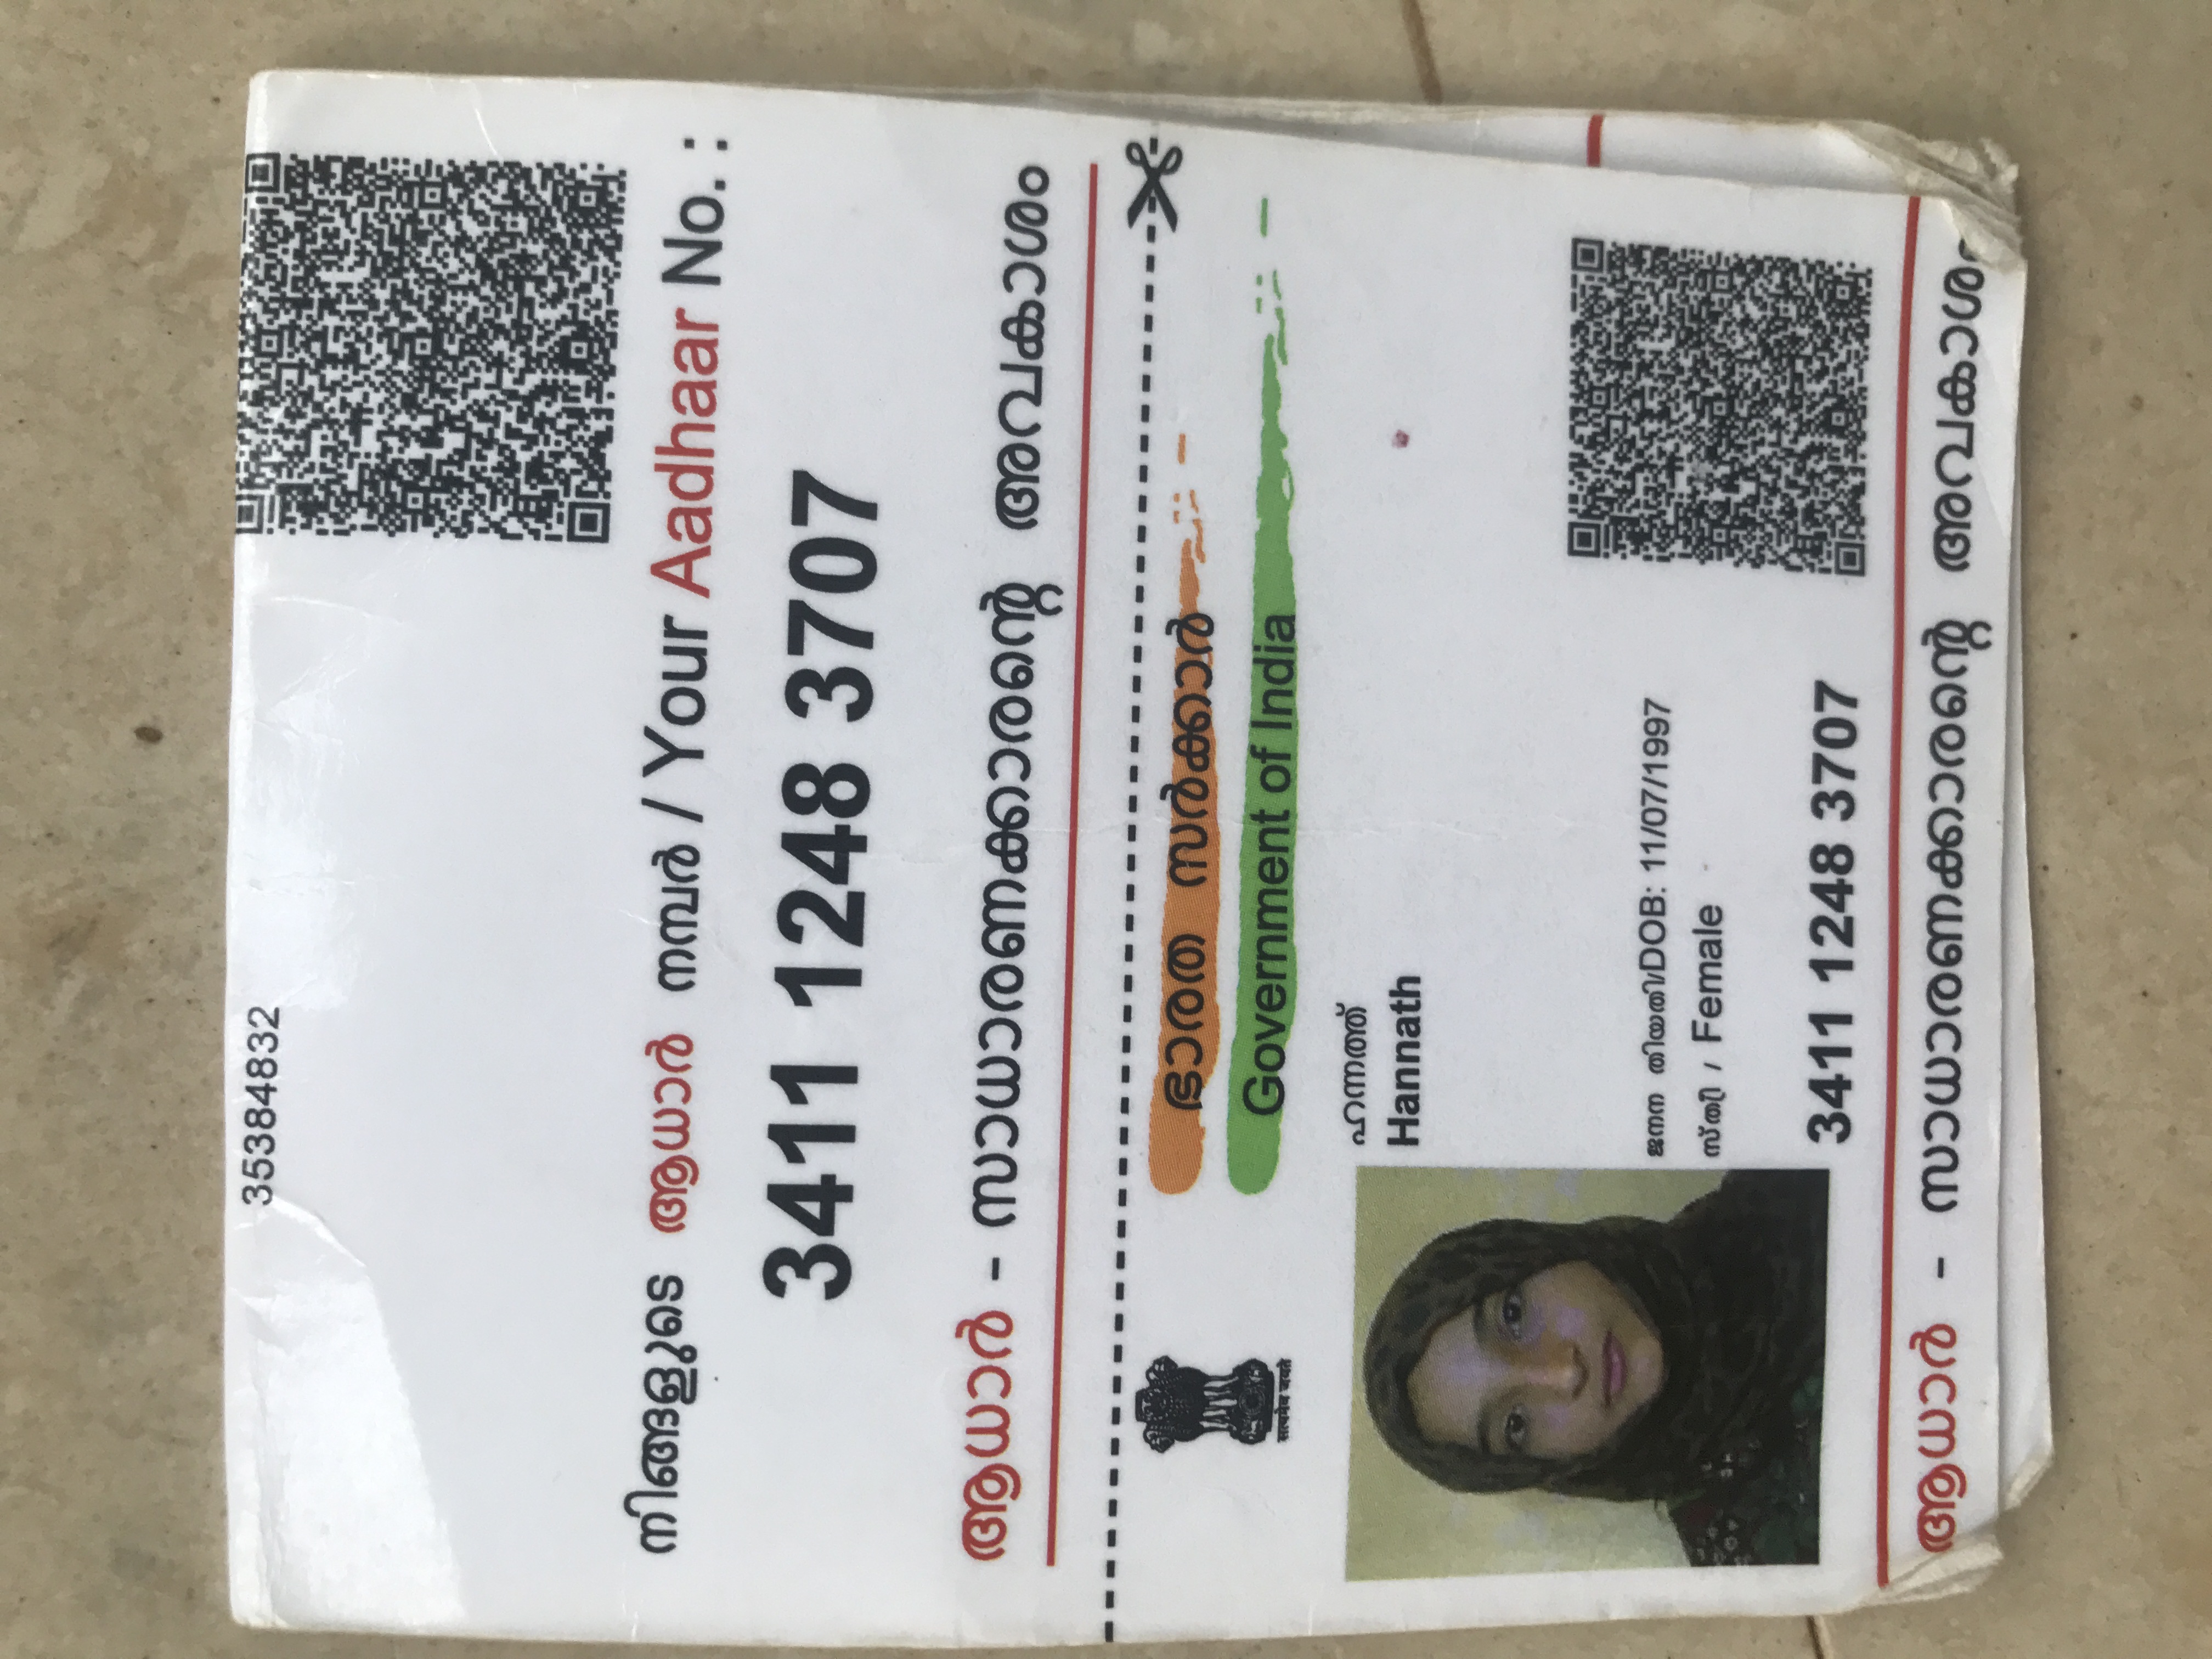 35384832
നിങ്ങളുടെ ആധാർ നമ്പർ / Your Aadhaar No. :
3411 1248 3707
ആധാർ - സാധാരണക്കാരന്റെ അവകാശം
ഭാരത സർക്കാർ
Government of India
सत्यमेव जयते
ഹന്നത്ത്
Hannath
ജനന തിയതി/DOB: 11/07/1997
സ്ത്രീ / Female
3411 1248 3707
ആധാർ - സാധാരണക്കാരന്റെ അവകാശം